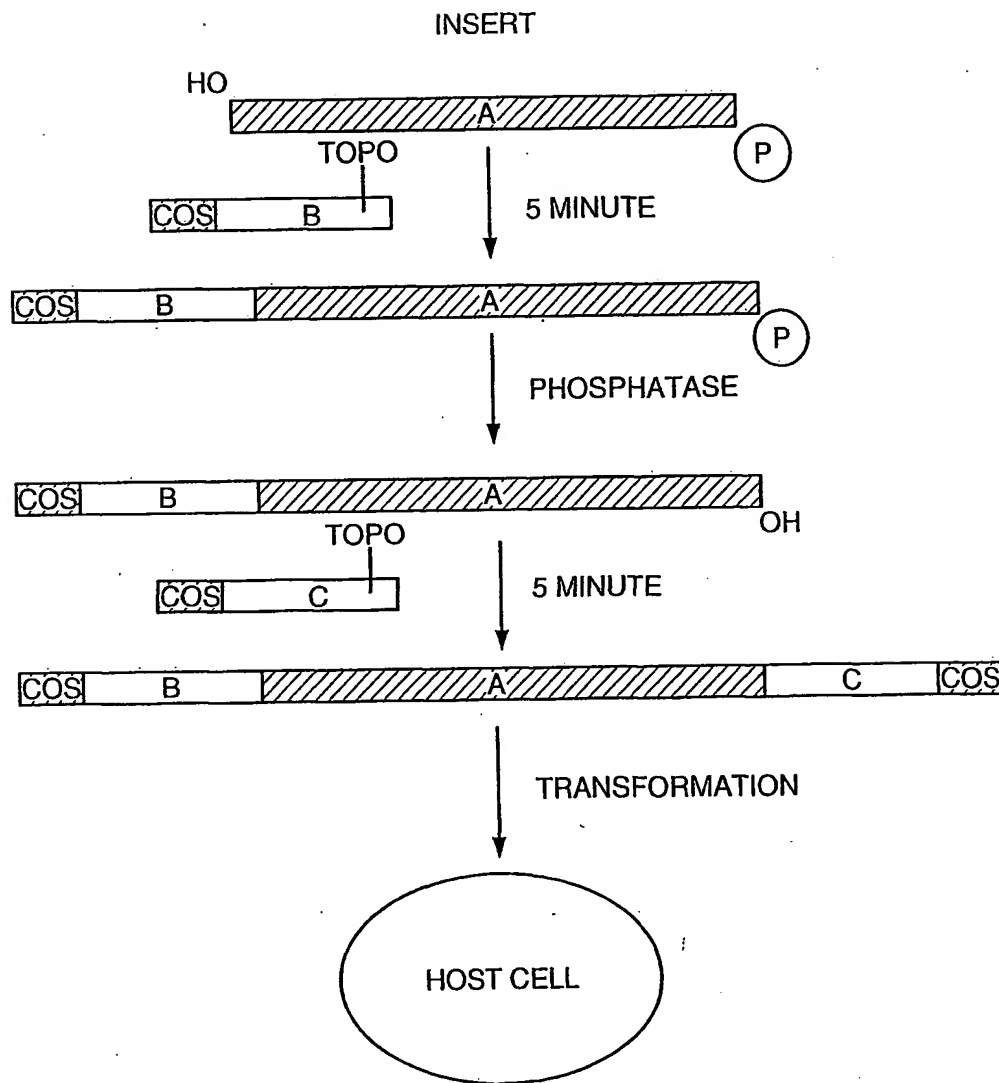 INSERT
HO
A
P
TOPO
COS B
5 MINUTE
COS B A
P
PHOSPHATASE
COS B A
OH
TOPO
COS C
5 MINUTE
COS B A C COS
TRANSFORMATION
HOST CELL